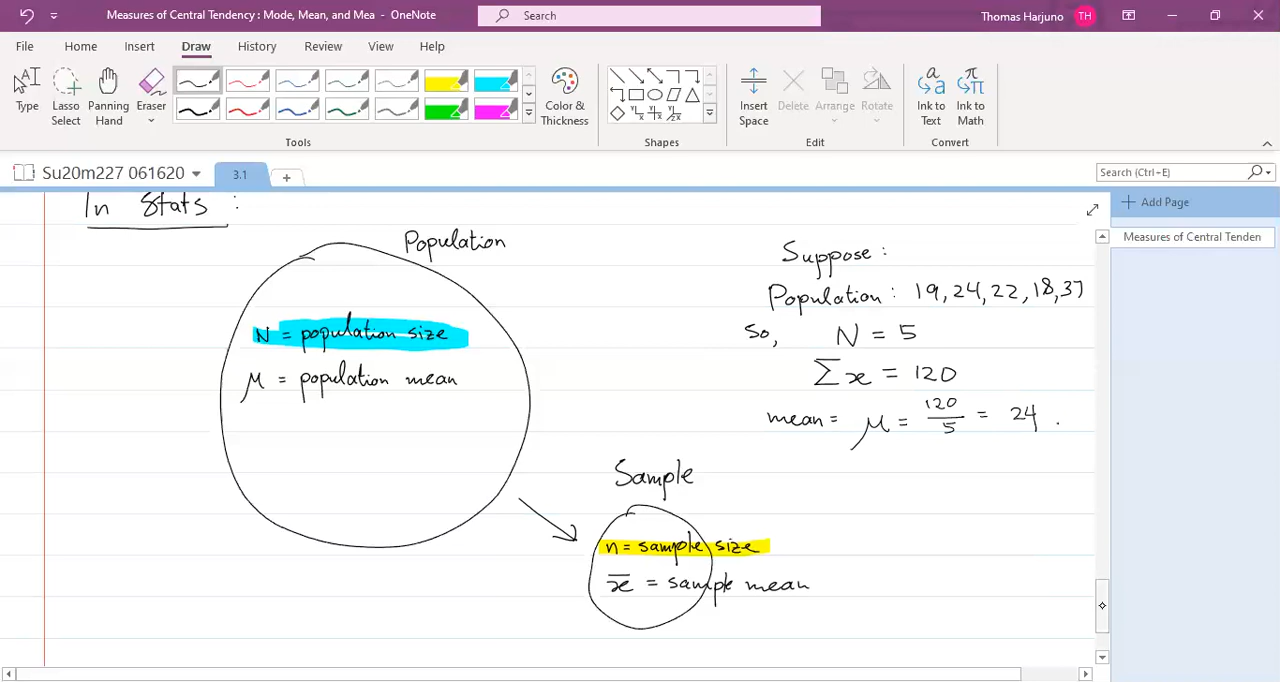 Measures of Central Tendency : Mode, Mean, and Mea - OneNote
Search
Thomas Harjuno
TH
File Home Insert Draw History Review View Help
Type
Lasso Select
Panning Hand
Eraser
Color & Thickness
Insert Space
Delete
Arrange
Rotate
Ink to Text
Ink to Math
Tools
Shapes
Edit
Convert
Su20m227 061620
3.1
Search (Ctrl+E)
Add Page
Measures of Central Tenden
In Stats :
Population
N = population size
μ = population mean
Suppose :
Population : 19, 24, 22, 18, 37
So, N = 5
∑x = 120
mean = μ = 120/5 = 24 .
Sample
n = sample size
x̄ = sample mean